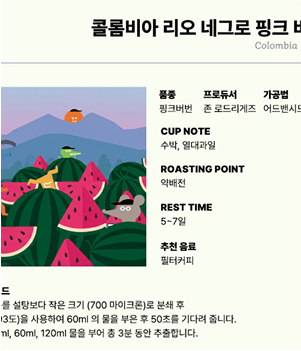 콜롬비아 리오 네그로 핑크
Colombia
품종 프로듀서 가공법
핑크버번 존 로드리게즈 어드밴시드
CUP NOTE
수박, 열대과일
ROASTING POINT
약배전
REST TIME
5~7일
추천 음료
필터커피
드
를 설탕보다 작은 크기 (700 마이크론)로 분쇄 후
93도)을 사용하여 60ml 의 물을 부은 후 50초를 기다려 줍니다.
ml, 60ml, 120ml 물을 부어 총 3분 동안 추출합니다.